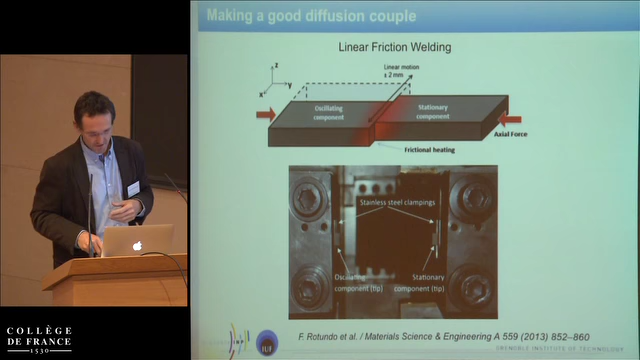 Making a good diffusion couple
Linear Friction Welding
Linear motion
± 2 mm
z
y
x
Oscillating
component
Stationary
component
Axial Force
Frictional heating
Stainless steel clampings
Oscillating
component (tip)
Stationary
component (tip)
F. Rotundo et al. / Materials Science & Engineering A 559 (2013) 852–860
GRENOBLE INSTITUTE OF TECHNOLOGY
IUF
COLLÈGE
DE FRANCE
1530